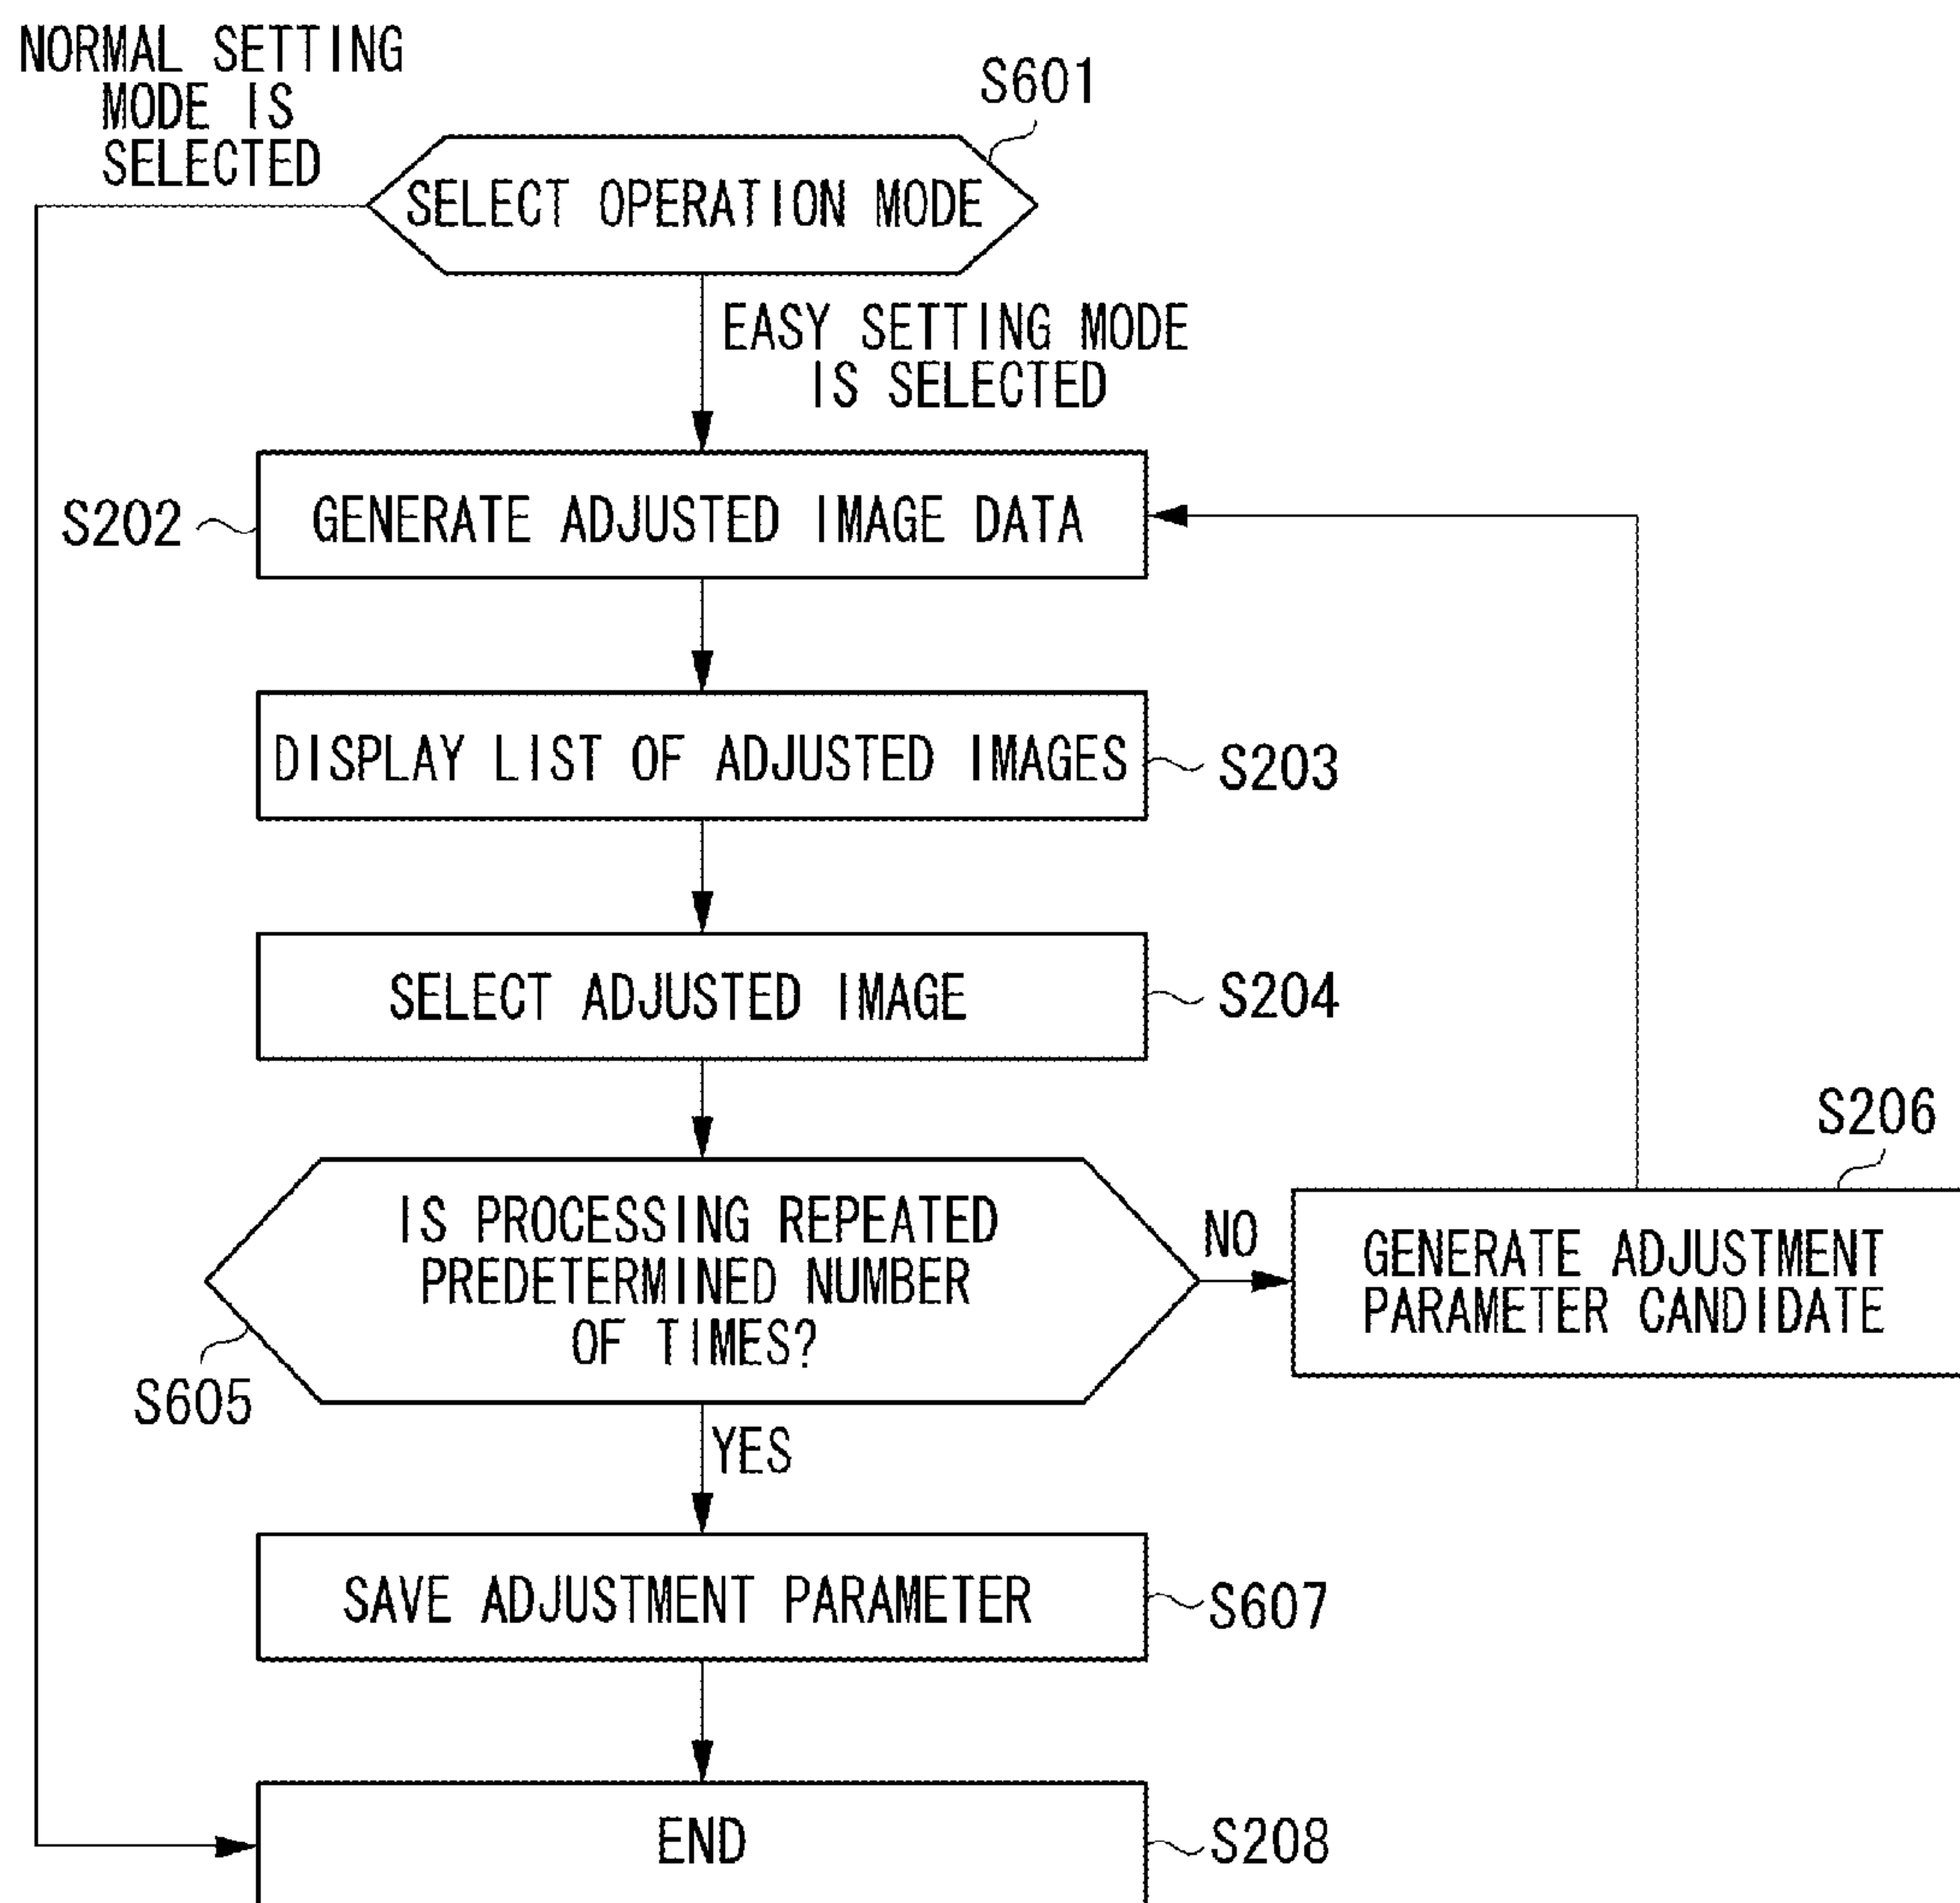 NORMAL SETTING
MODE IS
SELECTED
S601
SELECT OPERATION MODE
EASY SETTING MODE
IS SELECTED
S202
GENERATE ADJUSTED IMAGE DATA
DISPLAY LIST OF ADJUSTED IMAGES
S203
SELECT ADJUSTED IMAGE
S204
S206
IS PROCESSING REPEATED
PREDETERMINED NUMBER
OF TIMES?
NO
GENERATE ADJUSTMENT
PARAMETER CANDIDATE
S605
YES
SAVE ADJUSTMENT PARAMETER
S607
END
S208